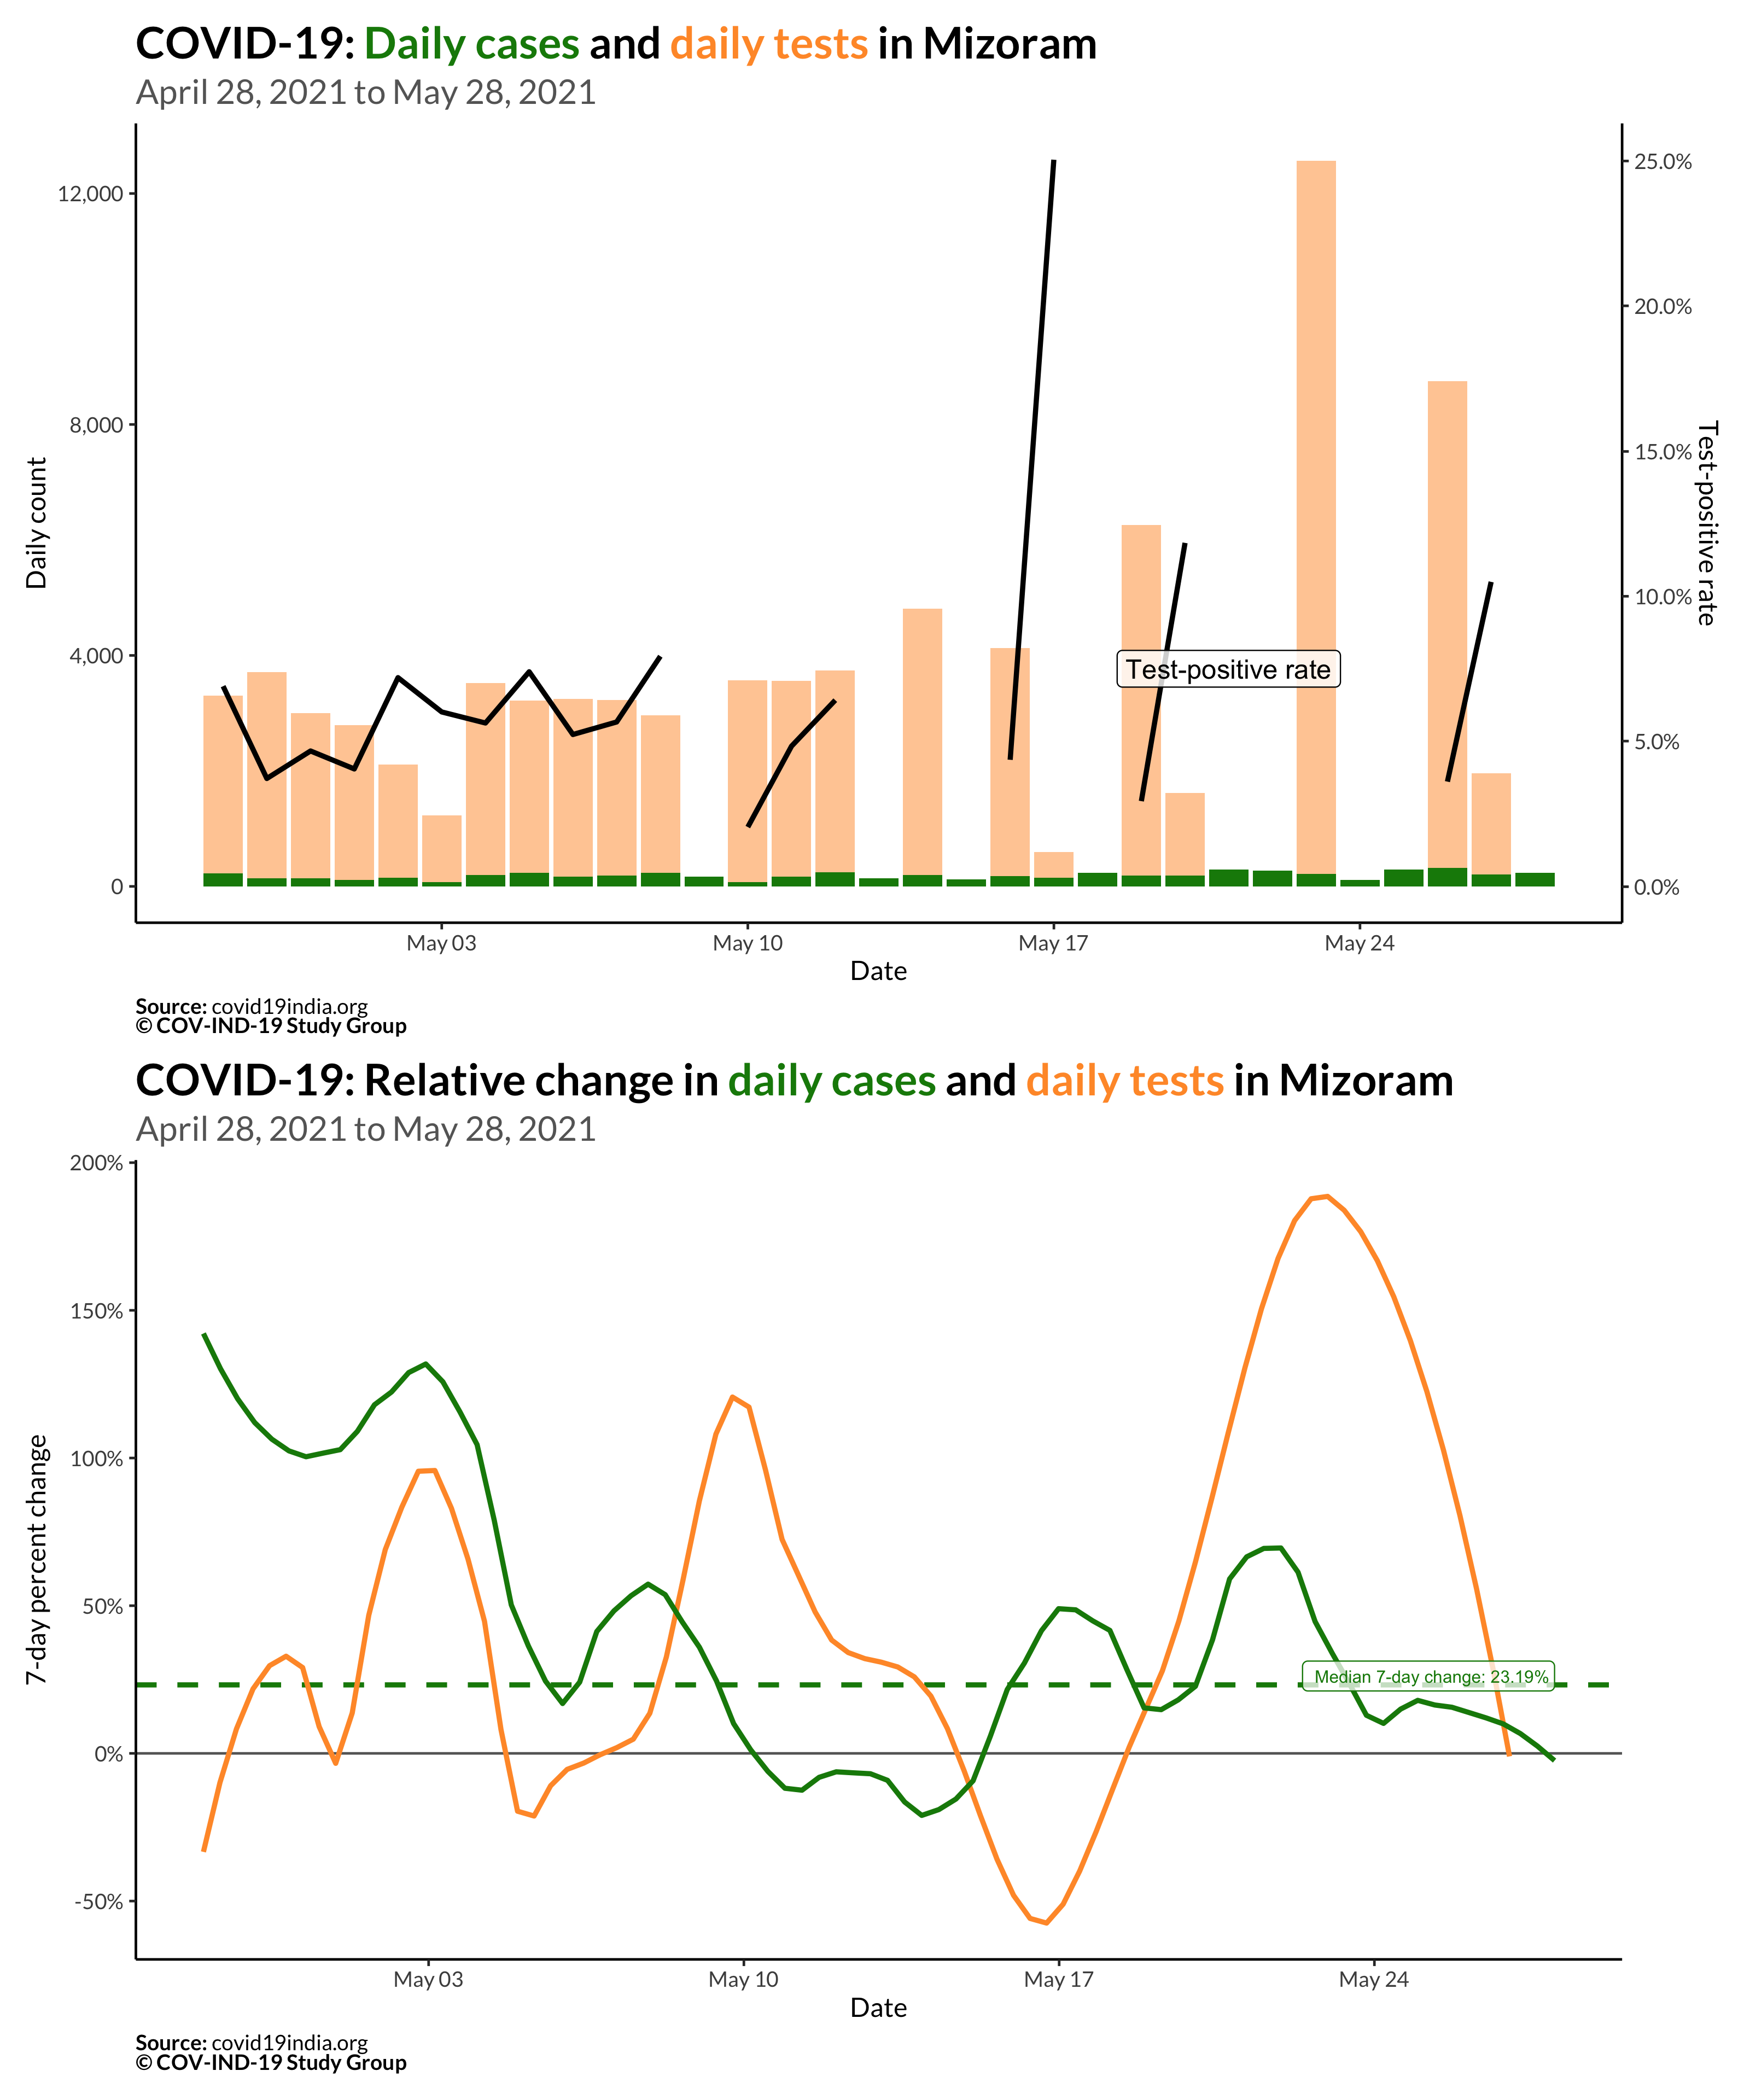 COVID-19: Daily cases and daily tests in Mizoram
April 28, 2021 to May 28, 2021
12,000
8,000
4,000
0
Daily count
25.0%
20.0%
15.0%
10.0%
5.0%
0.0%
Test-positive rate
Test-positive rate
May 03
May 10
May 17
May 24
Date
Source: covid19india.org
© COV-IND-19 Study Group
COVID-19: Relative change in daily cases and daily tests in Mizoram
April 28, 2021 to May 28, 2021
200%
150%
100%
50%
0%
-50%
7-day percent change
Median 7-day change: 23.19%
May 03
May 10
May 17
May 24
Date
Source: covid19india.org
© COV-IND-19 Study Group